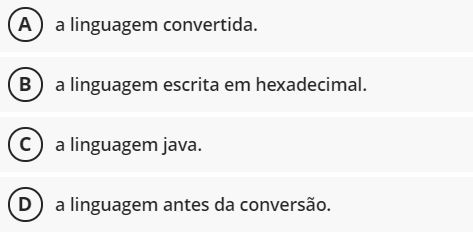 A a linguagem convertida.
B a linguagem escrita em hexadecimal.
C a linguagem java.
D a linguagem antes da conversão.